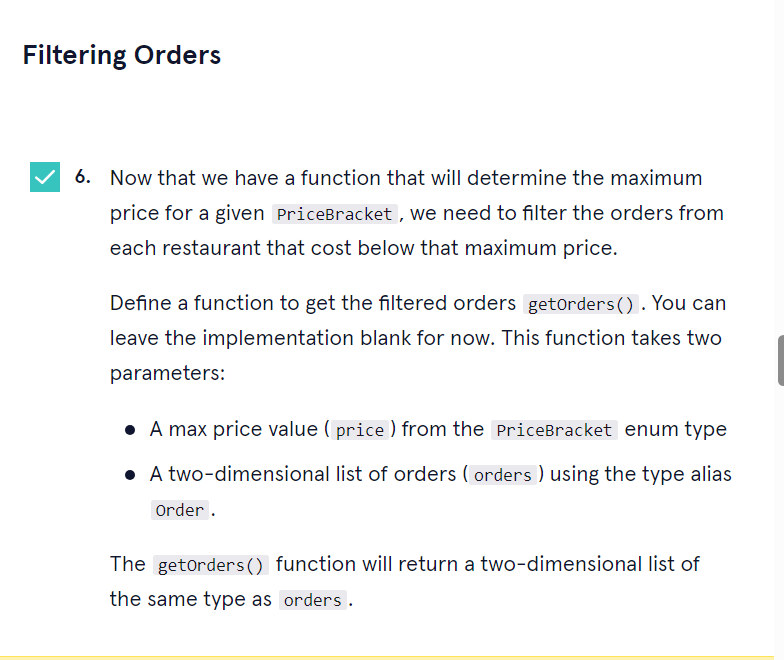 Filtering Orders
6. Now that we have a function that will determine the maximum
price for a given PriceBracket, we need to filter the orders from
each restaurant that cost below that maximum price.
Define a function to get the filtered orders getOrders(). You can
leave the implementation blank for now. This function takes two
parameters:
• A max price value (price) from the PriceBracket enum type
• A two-dimensional list of orders (orders) using the type alias
Order.
The getOrders() function will return a two-dimensional list of
the same type as orders.